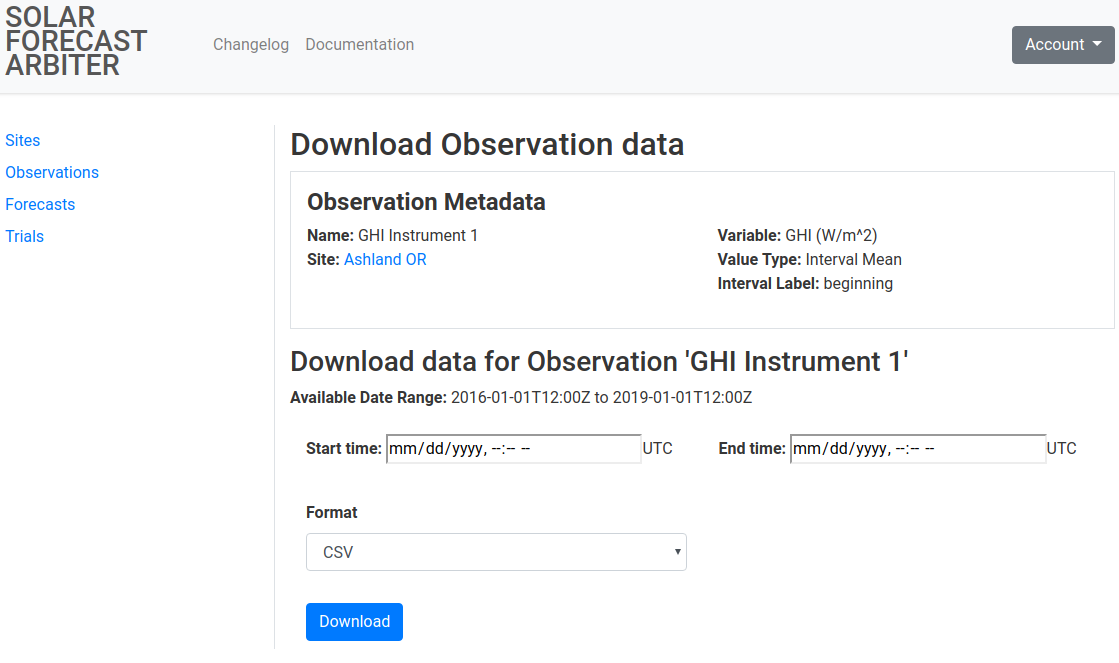 SOLAR
FORECAST
ARBITER
Changelog Documentation
Account
Sites
Observations
Forecasts
Trials
Download Observation data
Observation Metadata
Name: GHI Instrument 1
Site: Ashland OR
Variable: GHI (W/m^2)
Value Type: Interval Mean
Interval Label: beginning
Download data for Observation 'GHI Instrument 1'
Available Date Range: 2016-01-01T12:00Z to 2019-01-01T12:00Z
Start time: mm/dd/yyyy, --:-- -- UTC
End time: mm/dd/yyyy, --:-- -- UTC
Format
CSV
Download